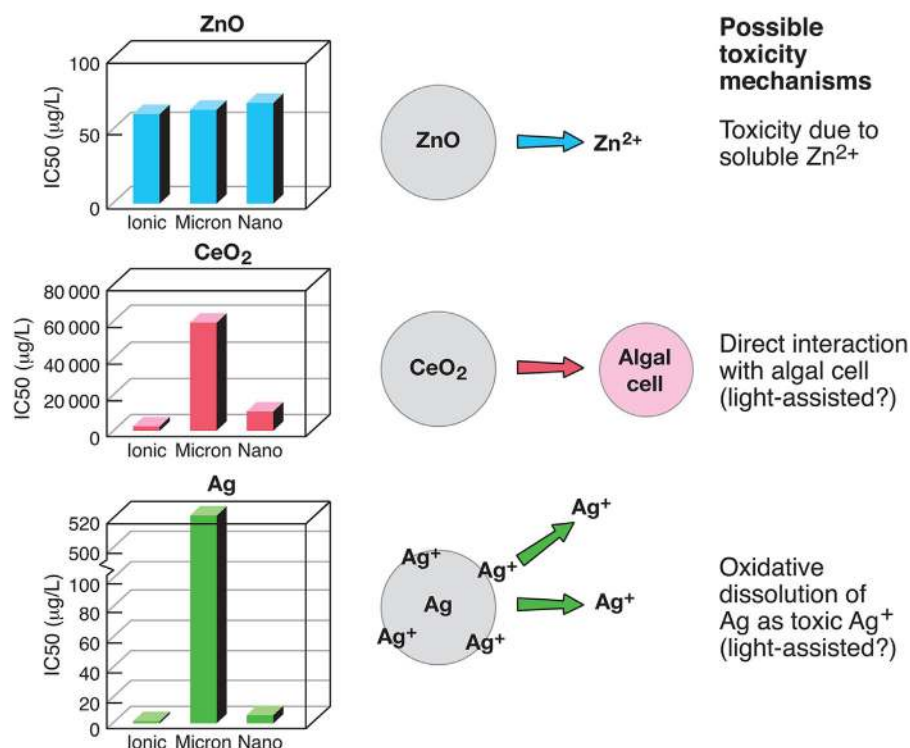 ZnO
100
50
0
IC50 (µg/L)
Ionic Micron Nano
ZnO
Zn²⁺
Possible
toxicity
mechanisms
Toxicity due to
soluble Zn²⁺
CeO₂
80 000
60 000
40 000
20 000
0
IC50 (µg/L)
Ionic Micron Nano
CeO₂
Algal
cell
Direct interaction
with algal cell
(light-assisted?)
Ag
520
500
100
80
60
40
20
0
IC50 (µg/L)
Ionic Micron Nano
Ag⁺
Ag⁺
Ag⁺
Ag
Ag⁺
Ag⁺
Ag⁺
Oxidative
dissolution of
Ag as toxic Ag⁺
(light-assisted?)